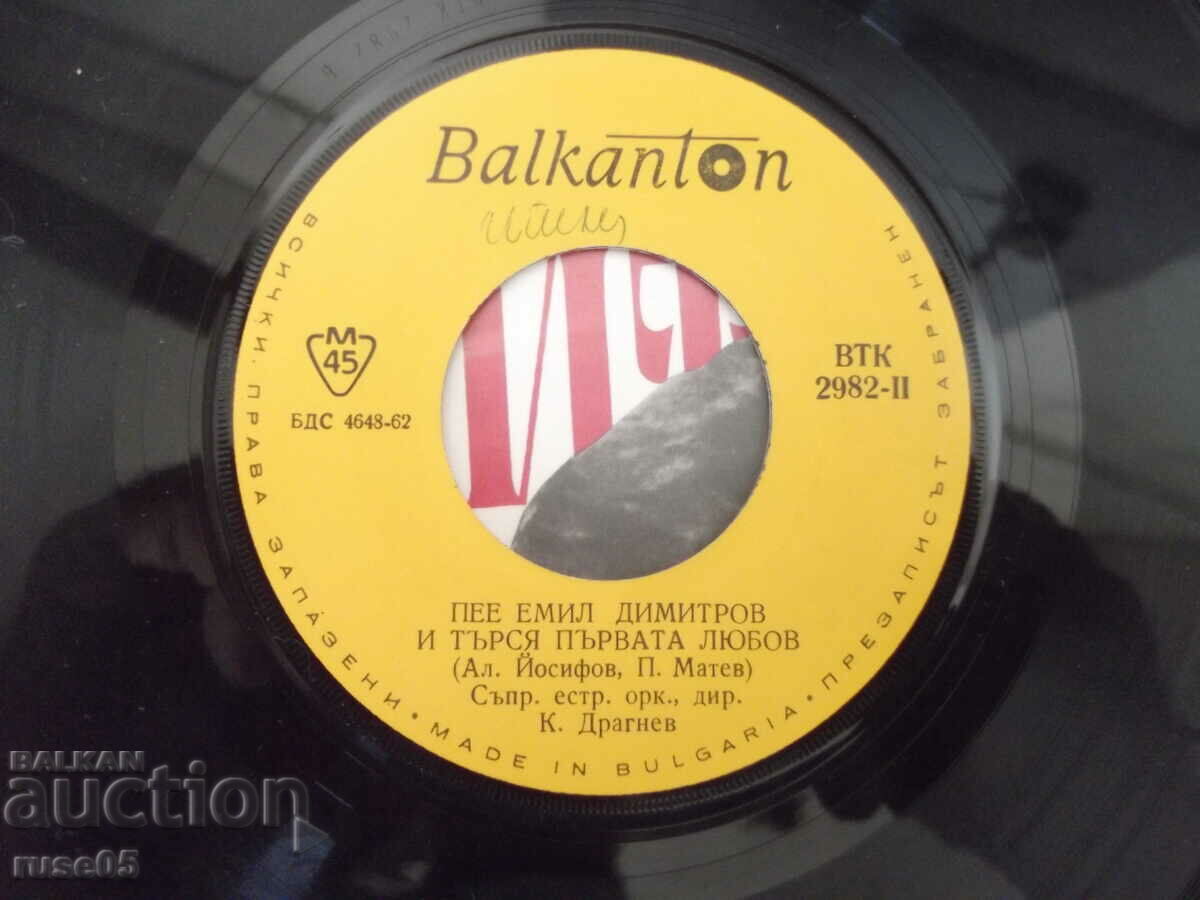 Balkanton
M
45
БДС 4648-62
ВТК
2982-II
ПЕЕ ЕМИЛ ДИМИТРОВ
И ТЪРСЯ ПЪРВАТА ЛЮБОВ
(Ал. Йосифов, П. Матев)
Съпр. естр. орк., дир.
К. Драгнев
ВСИЧКИ ПРАВА ЗАПАЗЕНИ • MADE IN BULGARIA • ПРЕЗАПИСЪТ ЗАБРАНЕН
BALKAN
auction
ruse05